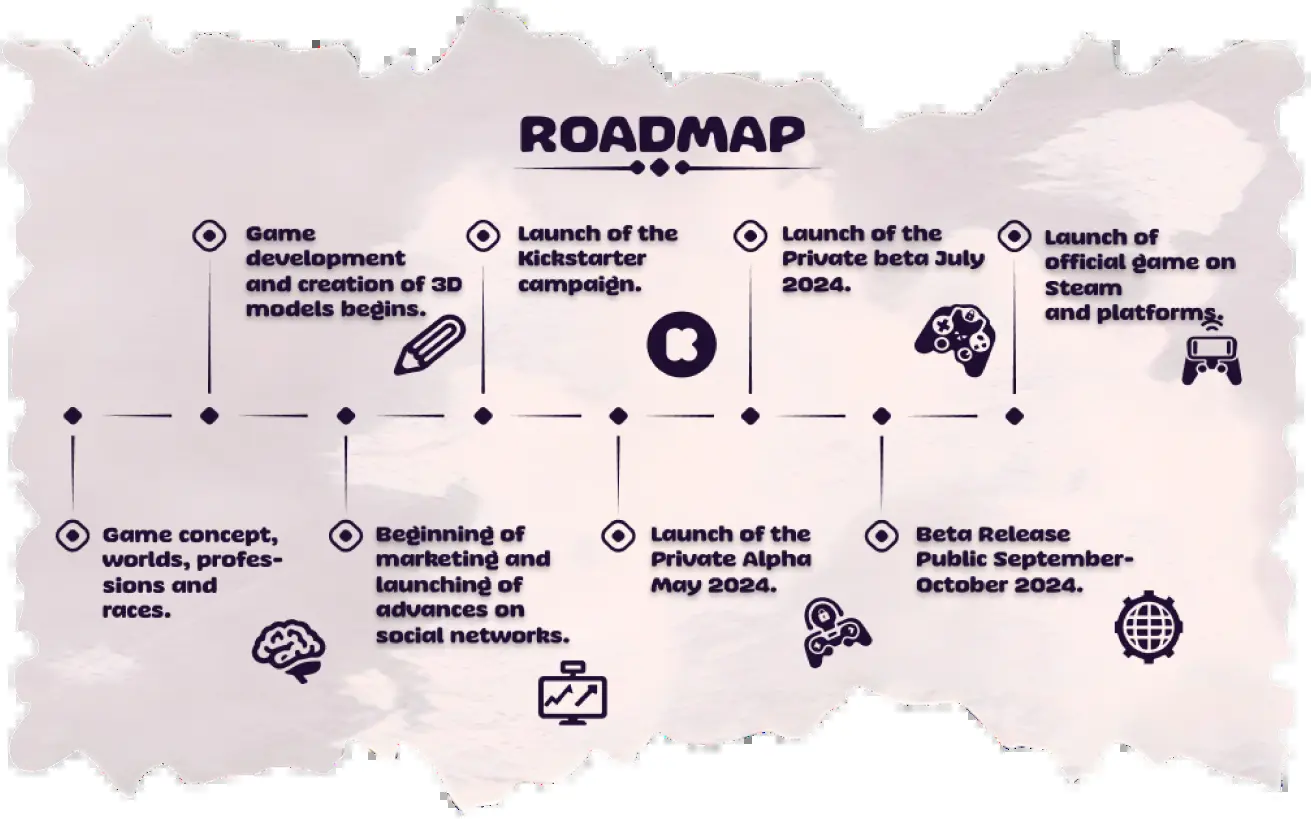 ROADMAP
Game
development
and creation of 3D
models begins.
Launch of the
Kickstarter
campaign.
Launch of the
Private beta July
2024.
Launch of
official game on
Steam
and platforms.
Game concept,
worlds, profes-
sions and
races.
Beginning of
marketing and
launching of
advances on
social networks.
Launch of the
Private Alpha
May 2024.
Beta Release
Public September-
October 2024.